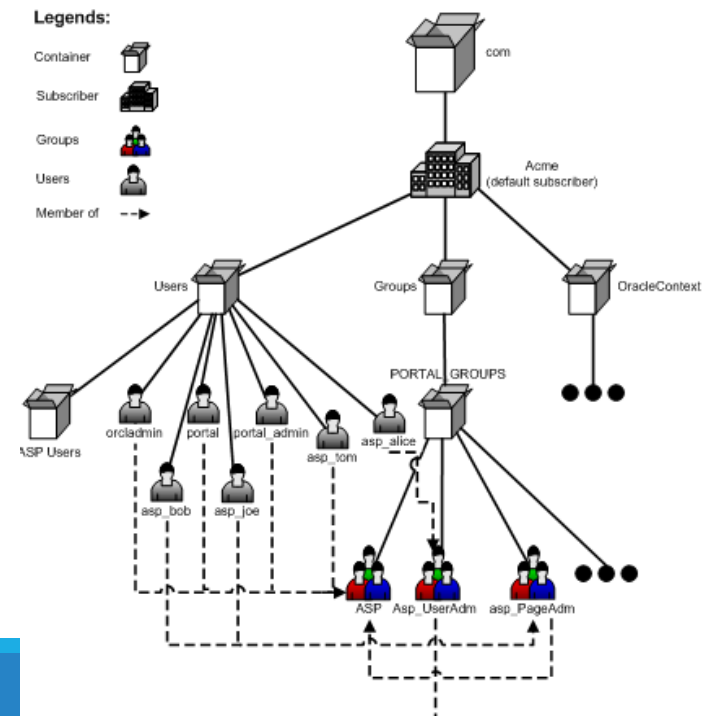 Legends:
Container
Subscriber
Groups
Users
Member of
com
Acme
(default subscriber)
Users
Groups
OracleContext
PORTAL_GROUPS
ASP Users
orcladmin
portal
portal_admin
asp_tom
asp_alice
asp_bob
asp_joe
ASP
Asp_UserAdm
asp_PageAdm